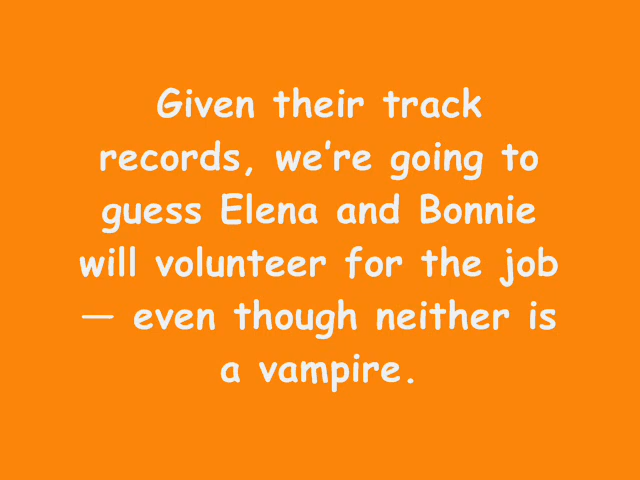 Given their track
records, we’re going to
guess Elena and Bonnie
will volunteer for the job
— even though neither is
a vampire.